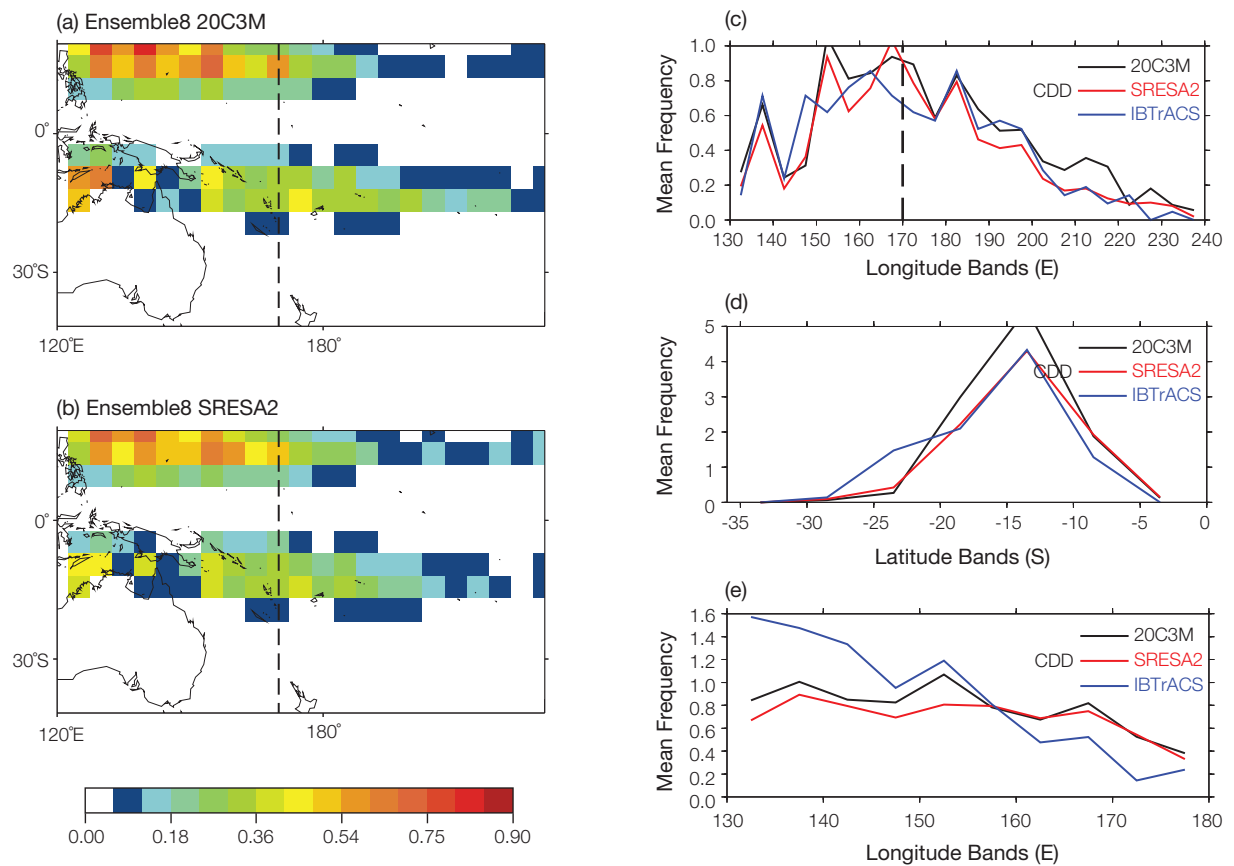 (a) Ensemble8 20C3M
0°
30°S
120°E
180°
(b) Ensemble8 SRESA2
0°
30°S
120°E
180°
0.00
0.18
0.36
0.54
0.75
0.90
(c)
Mean Frequency
1.0
0.8
0.6
0.4
0.2
0.0
CDD
20C3M
SRESA2
IBTrACS
130
140
150
160
170
180
190
200
210
220
230
240
Longitude Bands (E)
(d)
Mean Frequency
5
4
3
2
1
0
CDD
20C3M
SRESA2
IBTrACS
-35
-30
-25
-20
-15
-10
-5
0
Latitude Bands (S)
(e)
Mean Frequency
1.6
1.4
1.2
1.0
0.8
0.6
0.4
0.2
0.0
CDD
20C3M
SRESA2
IBTrACS
130
140
150
160
170
180
Longitude Bands (E)